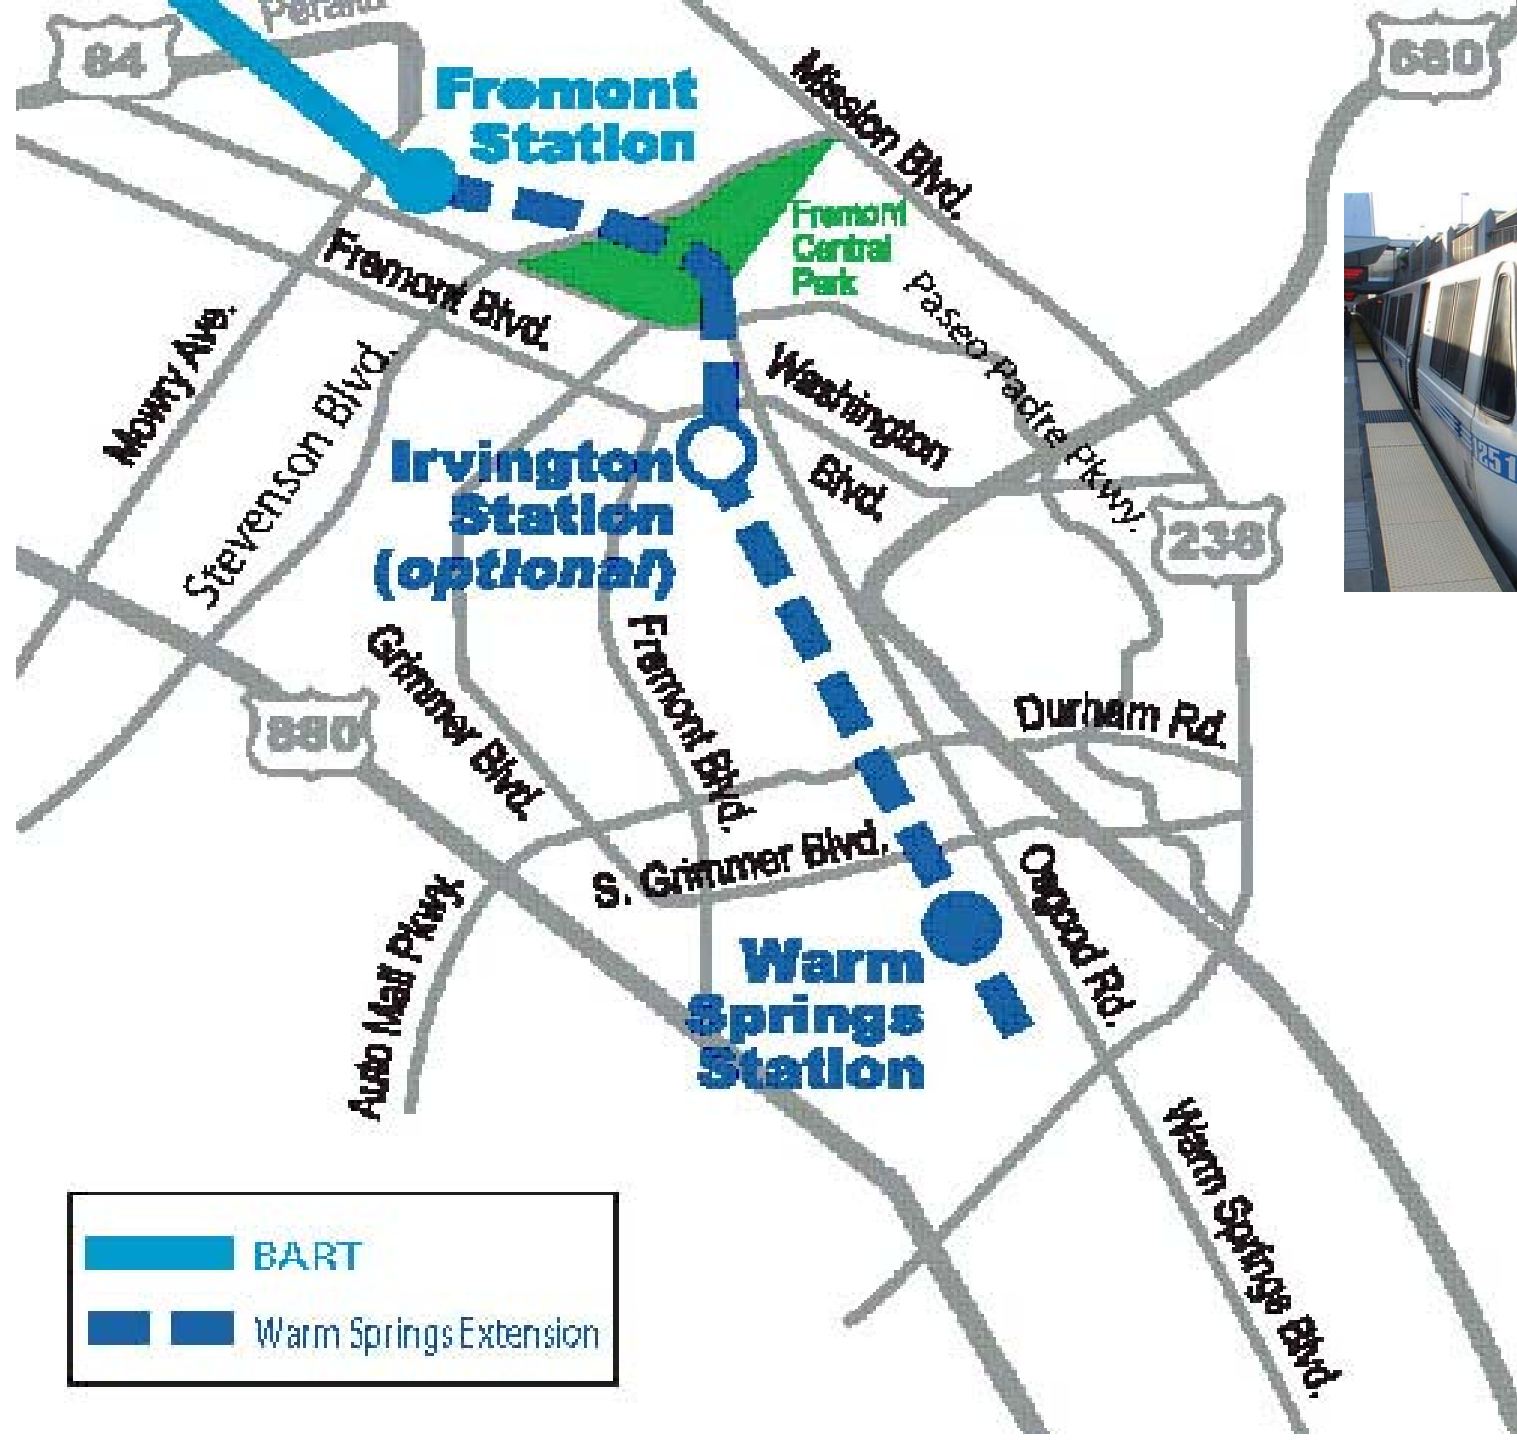 Peralta
84
680
Fremont
Station
Mission Blvd.
Fremont
Central
Park
Fremont Blvd.
Paseo Padre Pkwy.
Mowry Ave.
Stevenson Blvd.
Washington
Blvd.
Irvington
Station
(optional)
1251
238
Grimmer Blvd.
Fremont Blvd.
880
Durham Rd.
S. Grimmer Blvd.
Osgood Rd.
Auto Mall Pkwy.
Warm
Springs
Station
Warm Springs Blvd.
BART
Warm Springs Extension